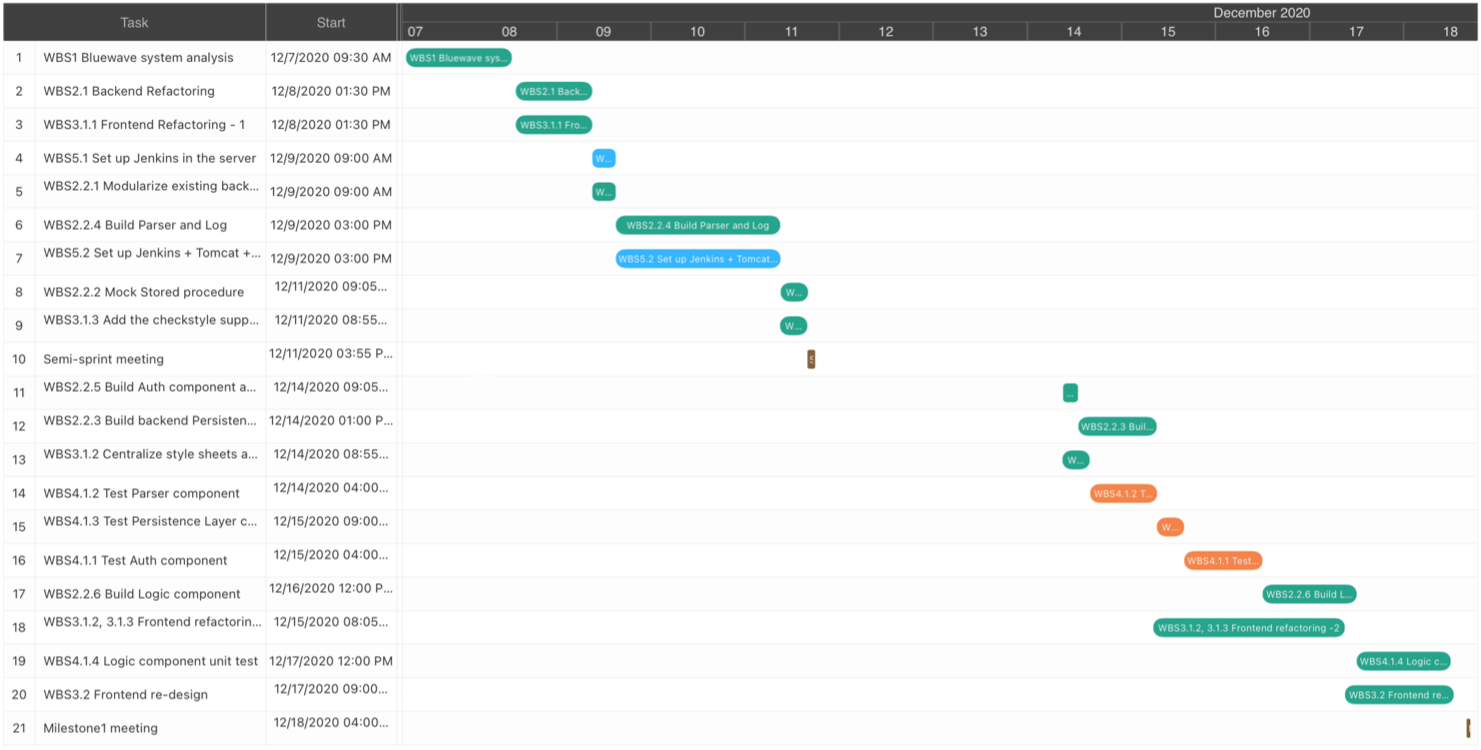 Task Start December 2020
07 08 09 10 11 12 13 14 15 16 17 18
1 WBS1 Bluewave system analysis 12/7/2020 09:30 AM WBS1 Bluewave sys...
2 WBS2.1 Backend Refactoring 12/8/2020 01:30 PM WBS2.1 Back...
3 WBS3.1.1 Frontend Refactoring - 1 12/8/2020 01:30 PM WBS3.1.1 Fro...
4 WBS5.1 Set up Jenkins in the server 12/9/2020 09:00 AM W...
5 WBS2.2.1 Modularize existing back... 12/9/2020 09:00 AM W...
6 WBS2.2.4 Build Parser and Log 12/9/2020 03:00 PM WBS2.2.4 Build Parser and Log
7 WBS5.2 Set up Jenkins + Tomcat +... 12/9/2020 03:00 PM WBS5.2 Set up Jenkins + Tomcat...
8 WBS2.2.2 Mock Stored procedure 12/11/2020 09:05... W...
9 WBS3.1.3 Add the checkstyle supp... 12/11/2020 08:55... W...
10 Semi-sprint meeting 12/11/2020 03:55 P...
11 WBS2.2.5 Build Auth component a... 12/14/2020 09:05... ...
12 WBS2.2.3 Build backend Persisten... 12/14/2020 01:00 P... WBS2.2.3 Buil...
13 WBS3.1.2 Centralize style sheets a... 12/14/2020 08:55... W...
14 WBS4.1.2 Test Parser component 12/14/2020 04:00... WBS4.1.2 T...
15 WBS4.1.3 Test Persistence Layer c... 12/15/2020 09:00... W...
16 WBS4.1.1 Test Auth component 12/15/2020 04:00... WBS4.1.1 Test...
17 WBS2.2.6 Build Logic component 12/16/2020 12:00 P... WBS2.2.6 Build L...
18 WBS3.1.2, 3.1.3 Frontend refactorin... 12/15/2020 08:05... WBS3.1.2, 3.1.3 Frontend refactoring -2
19 WBS4.1.4 Logic component unit test 12/17/2020 12:00 PM WBS4.1.4 Logic c...
20 WBS3.2 Frontend re-design 12/17/2020 09:00... WBS3.2 Frontend re...
21 Milestone1 meeting 12/18/2020 04:00...